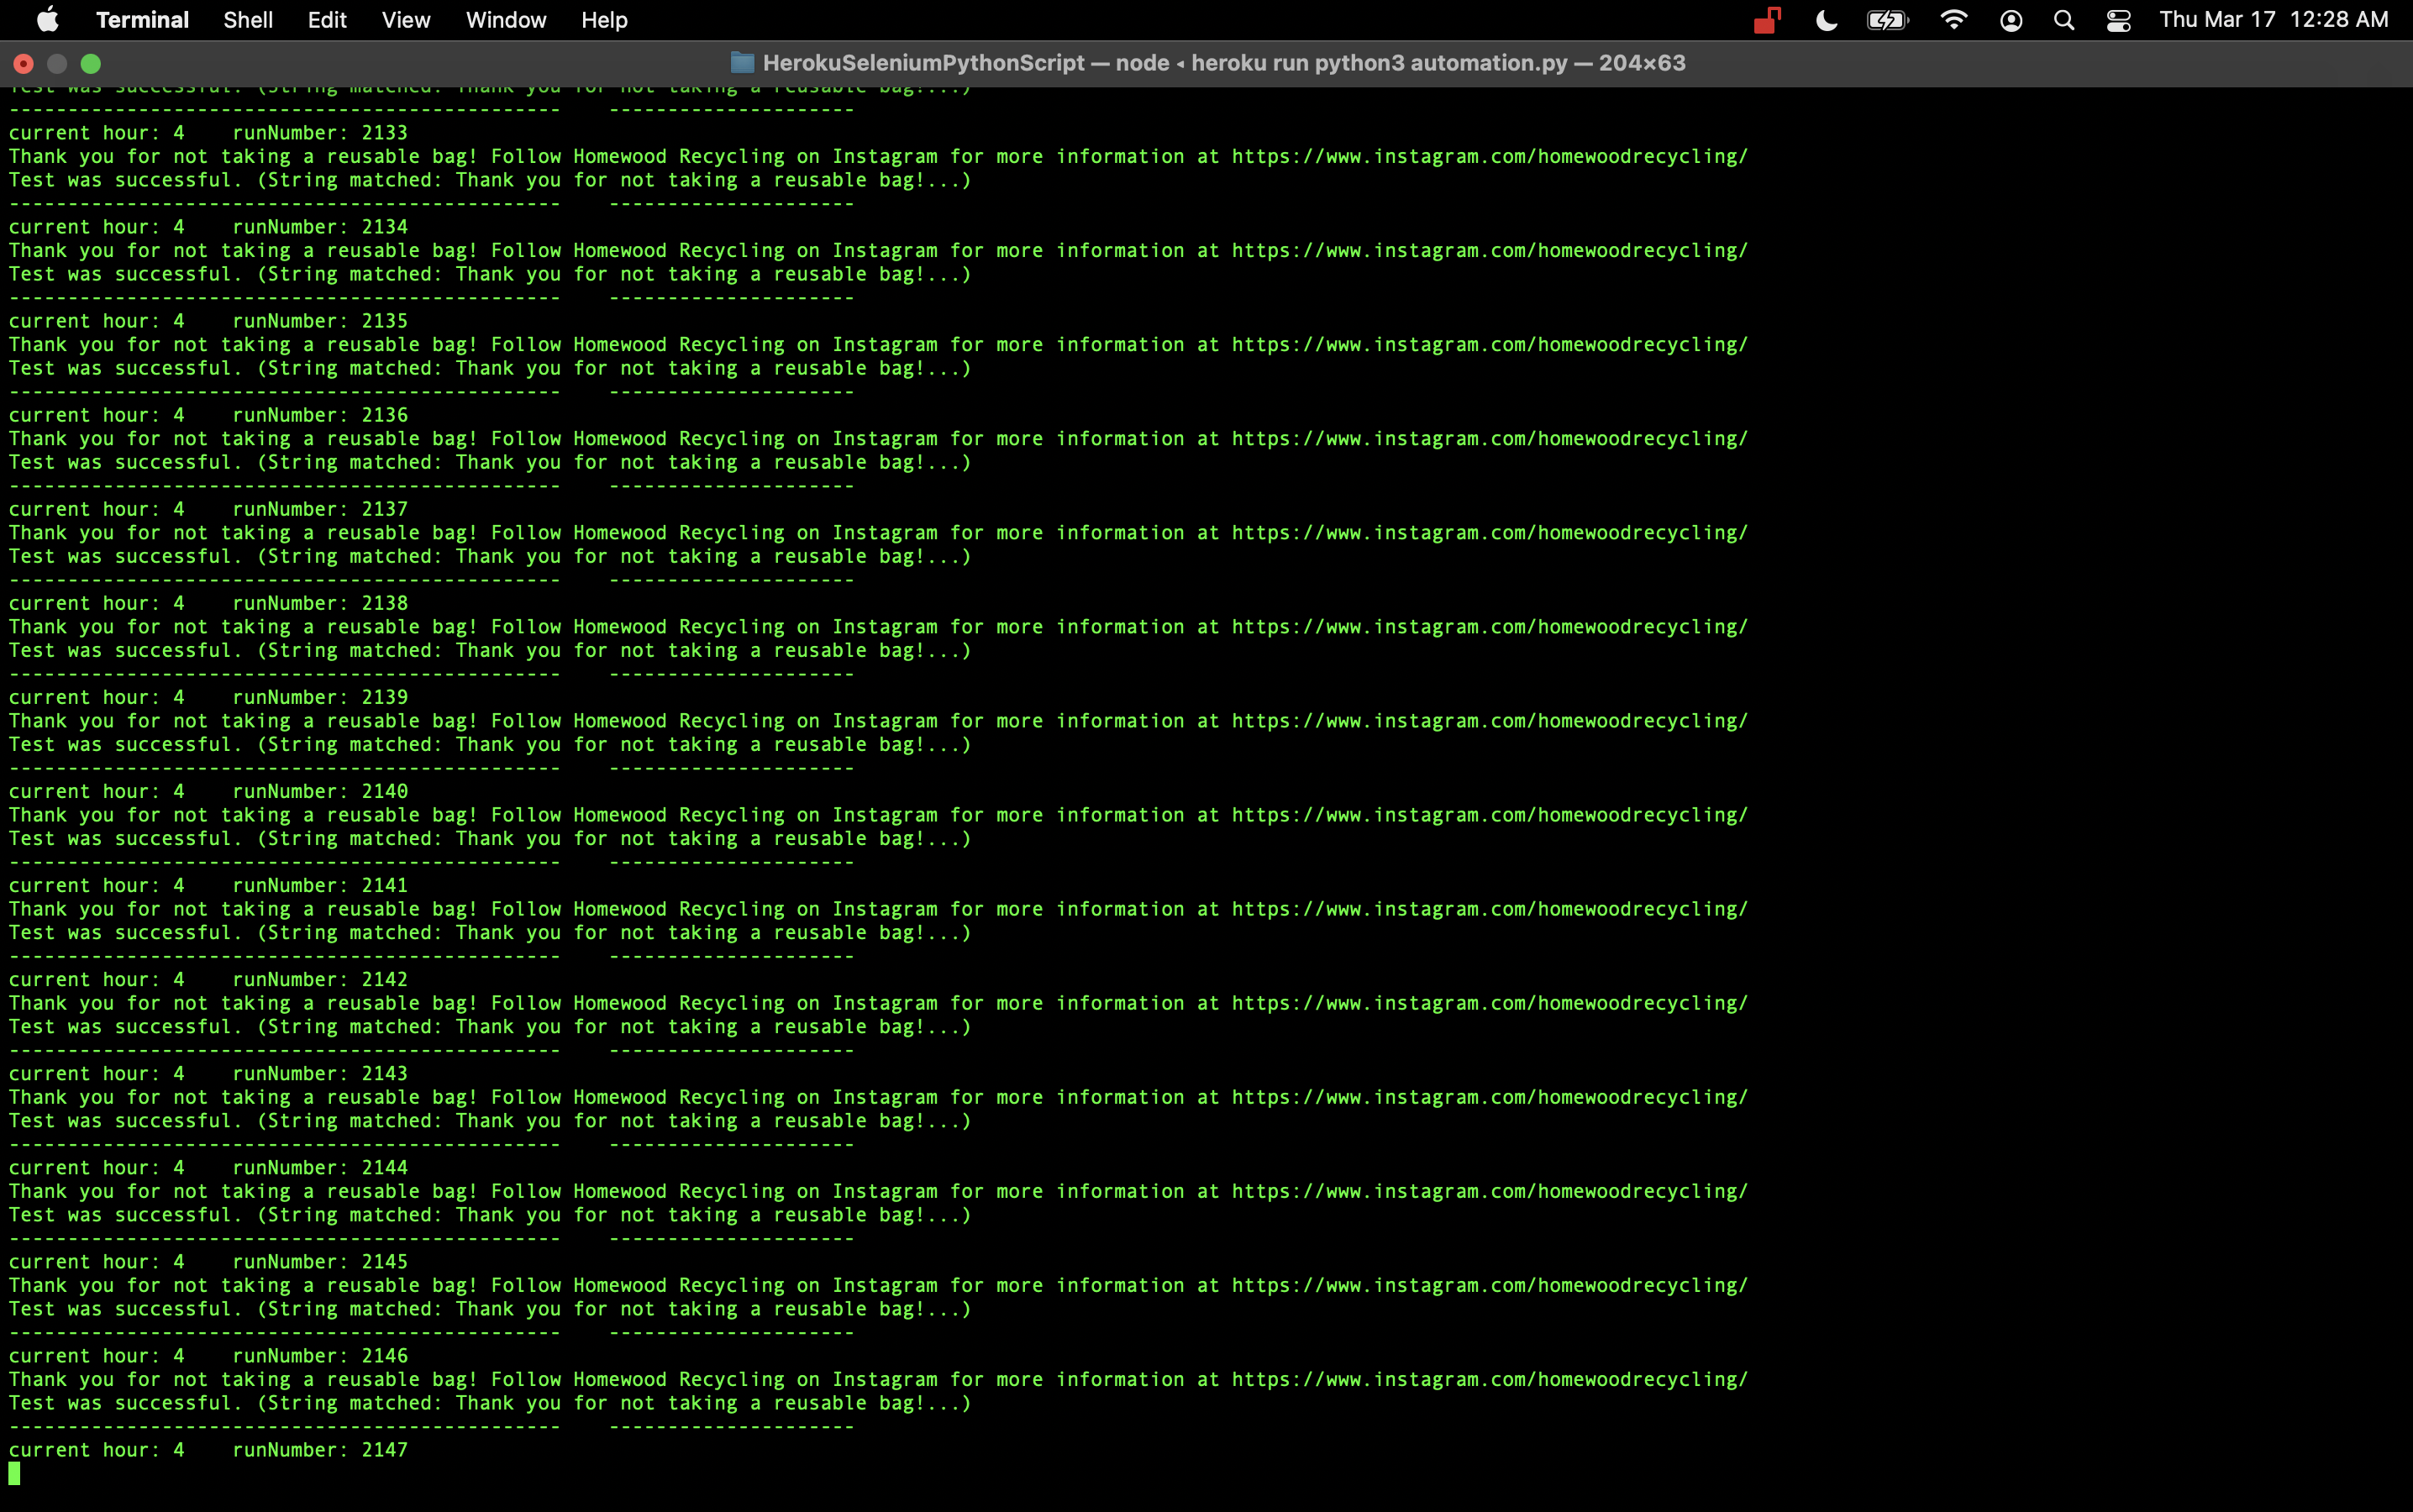 Terminal Shell Edit View Window Help Thu Mar 17 12:28 AM
HerokuSeleniumPythonScript — node ◂ heroku run python3 automation.py — 204×63
Test was successful. (String matched: Thank you for not taking a reusable bag!...)
----------------------------------------------- ---------------------
current hour: 4 runNumber: 2133
Thank you for not taking a reusable bag! Follow Homewood Recycling on Instagram for more information at https://www.instagram.com/homewoodrecycling/
Test was successful. (String matched: Thank you for not taking a reusable bag!...)
----------------------------------------------- ---------------------
current hour: 4 runNumber: 2134
Thank you for not taking a reusable bag! Follow Homewood Recycling on Instagram for more information at https://www.instagram.com/homewoodrecycling/
Test was successful. (String matched: Thank you for not taking a reusable bag!...)
----------------------------------------------- ---------------------
current hour: 4 runNumber: 2135
Thank you for not taking a reusable bag! Follow Homewood Recycling on Instagram for more information at https://www.instagram.com/homewoodrecycling/
Test was successful. (String matched: Thank you for not taking a reusable bag!...)
----------------------------------------------- ---------------------
current hour: 4 runNumber: 2136
Thank you for not taking a reusable bag! Follow Homewood Recycling on Instagram for more information at https://www.instagram.com/homewoodrecycling/
Test was successful. (String matched: Thank you for not taking a reusable bag!...)
----------------------------------------------- ---------------------
current hour: 4 runNumber: 2137
Thank you for not taking a reusable bag! Follow Homewood Recycling on Instagram for more information at https://www.instagram.com/homewoodrecycling/
Test was successful. (String matched: Thank you for not taking a reusable bag!...)
----------------------------------------------- ---------------------
current hour: 4 runNumber: 2138
Thank you for not taking a reusable bag! Follow Homewood Recycling on Instagram for more information at https://www.instagram.com/homewoodrecycling/
Test was successful. (String matched: Thank you for not taking a reusable bag!...)
----------------------------------------------- ---------------------
current hour: 4 runNumber: 2139
Thank you for not taking a reusable bag! Follow Homewood Recycling on Instagram for more information at https://www.instagram.com/homewoodrecycling/
Test was successful. (String matched: Thank you for not taking a reusable bag!...)
----------------------------------------------- ---------------------
current hour: 4 runNumber: 2140
Thank you for not taking a reusable bag! Follow Homewood Recycling on Instagram for more information at https://www.instagram.com/homewoodrecycling/
Test was successful. (String matched: Thank you for not taking a reusable bag!...)
----------------------------------------------- ---------------------
current hour: 4 runNumber: 2141
Thank you for not taking a reusable bag! Follow Homewood Recycling on Instagram for more information at https://www.instagram.com/homewoodrecycling/
Test was successful. (String matched: Thank you for not taking a reusable bag!...)
----------------------------------------------- ---------------------
current hour: 4 runNumber: 2142
Thank you for not taking a reusable bag! Follow Homewood Recycling on Instagram for more information at https://www.instagram.com/homewoodrecycling/
Test was successful. (String matched: Thank you for not taking a reusable bag!...)
----------------------------------------------- ---------------------
current hour: 4 runNumber: 2143
Thank you for not taking a reusable bag! Follow Homewood Recycling on Instagram for more information at https://www.instagram.com/homewoodrecycling/
Test was successful. (String matched: Thank you for not taking a reusable bag!...)
----------------------------------------------- ---------------------
current hour: 4 runNumber: 2144
Thank you for not taking a reusable bag! Follow Homewood Recycling on Instagram for more information at https://www.instagram.com/homewoodrecycling/
Test was successful. (String matched: Thank you for not taking a reusable bag!...)
----------------------------------------------- ---------------------
current hour: 4 runNumber: 2145
Thank you for not taking a reusable bag! Follow Homewood Recycling on Instagram for more information at https://www.instagram.com/homewoodrecycling/
Test was successful. (String matched: Thank you for not taking a reusable bag!...)
----------------------------------------------- ---------------------
current hour: 4 runNumber: 2146
Thank you for not taking a reusable bag! Follow Homewood Recycling on Instagram for more information at https://www.instagram.com/homewoodrecycling/
Test was successful. (String matched: Thank you for not taking a reusable bag!...)
----------------------------------------------- ---------------------
current hour: 4 runNumber: 2147